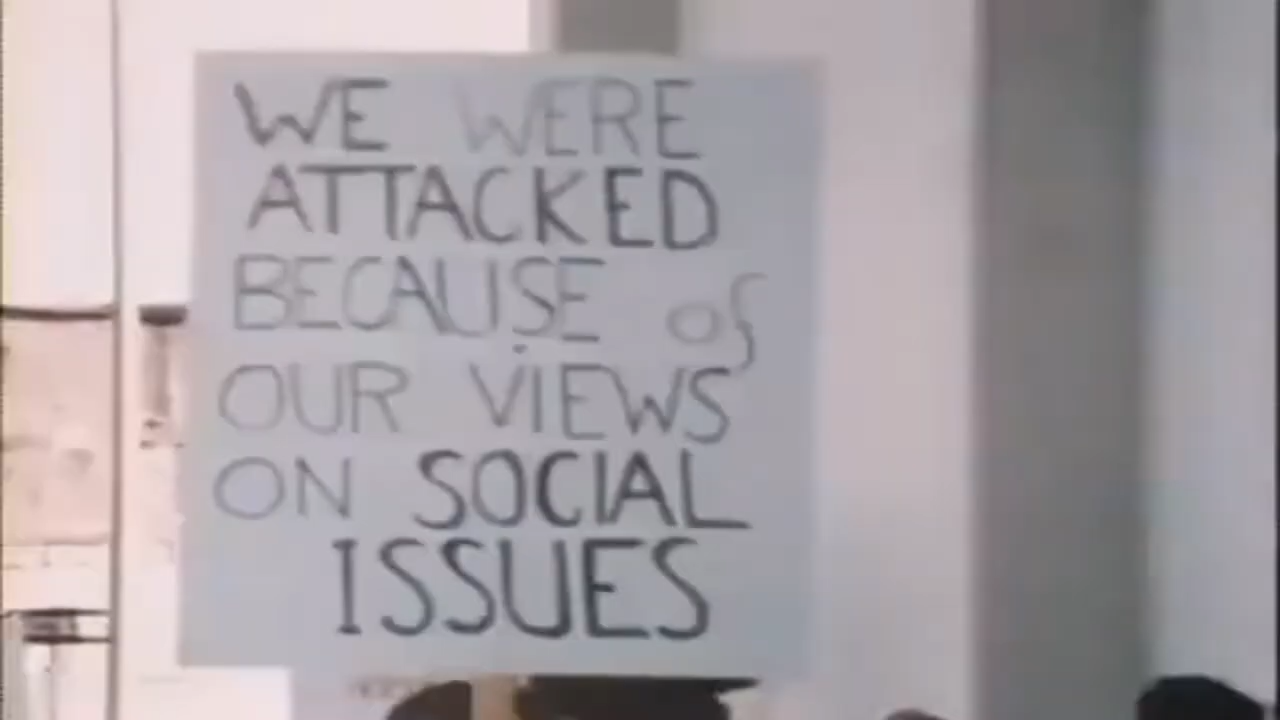 WE WERE
ATTACKED
BECAUSE of
OUR VIEWS
ON SOCIAL
ISSUES